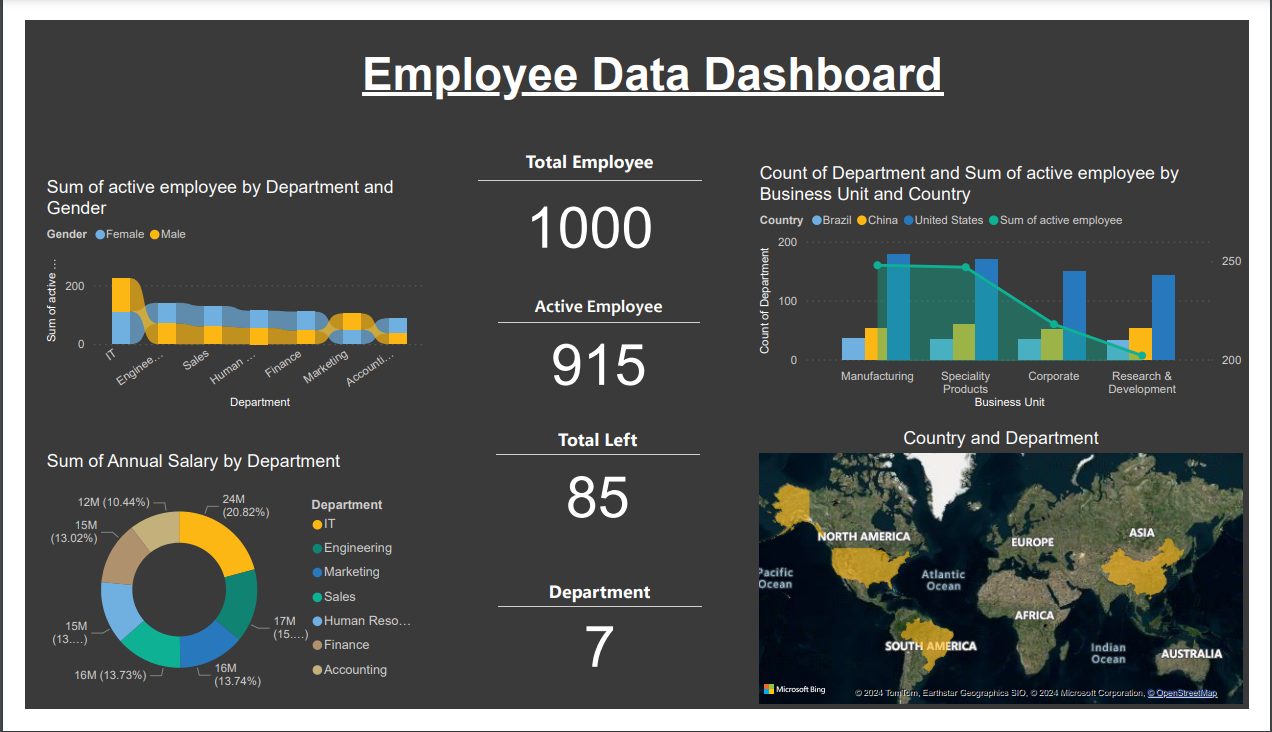 Employee Data Dashboard
Sum of active employee by Department and
Gender
Gender Female Male
Sum of active …
200
0
IT
Enginee…
Sales
Human …
Finance
Marketing
Accounti…
Department
Sum of Annual Salary by Department
24M
(20.82%)
17M
(15.…)
16M
(13.74%)
16M (13.73%)
15M
(13.…)
15M
(13.02%)
12M (10.44%)
Department
IT
Engineering
Marketing
Sales
Human Reso…
Finance
Accounting
Total Employee
1000
Active Employee
915
Total Left
85
Department
7
Count of Department and Sum of active employee by
Business Unit and Country
Country Brazil China United States Sum of active employee
Count of Department
200
100
0
250
200
Manufacturing
Speciality
Products
Corporate
Research &
Development
Business Unit
Country and Department
NORTH AMERICA
EUROPE
ASIA
Pacific
Ocean
Atlantic
Ocean
AFRICA
SOUTH AMERICA
Indian
Ocean
AUSTRALIA
Microsoft Bing
© 2024 TomTom, Earthstar Geographics SIO, © 2024 Microsoft Corporation, © OpenStreetMap